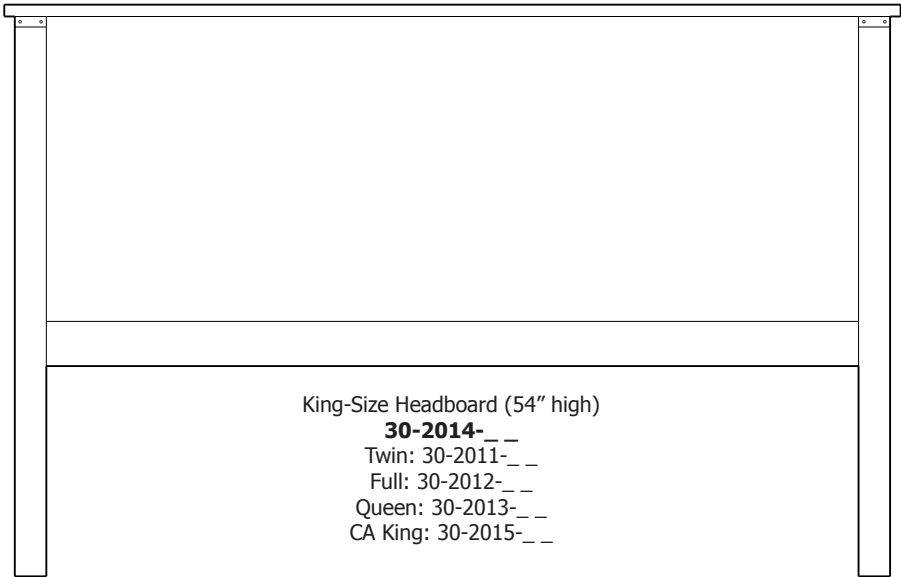 King-Size Headboard (54″ high)
30-2014-_ _
Twin: 30-2011-_ _
Full: 30-2012-_ _
Queen: 30-2013-_ _
CA King: 30-2015-_ _